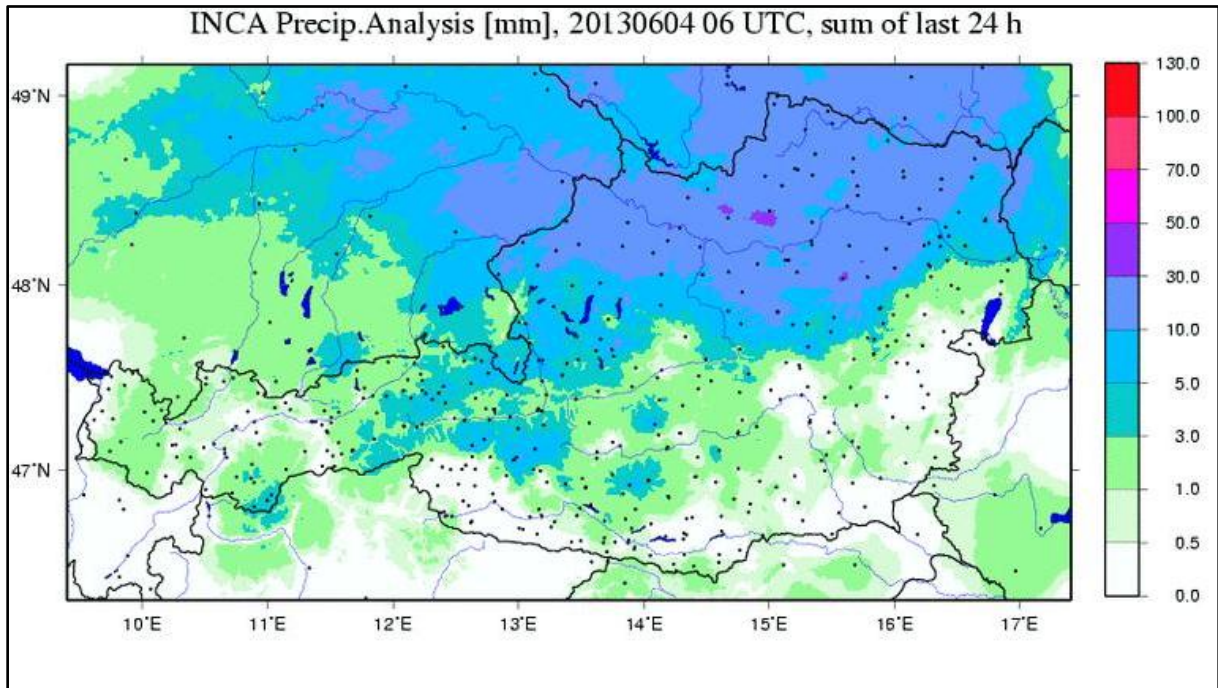 INCA Precip.Analysis [mm], 20130604 06 UTC, sum of last 24 h
130.0
100.0
70.0
50.0
30.0
10.0
5.0
3.0
1.0
0.5
0.0
49°N
48°N
47°N
10°E 11°E 12°E 13°E 14°E 15°E 16°E 17°E